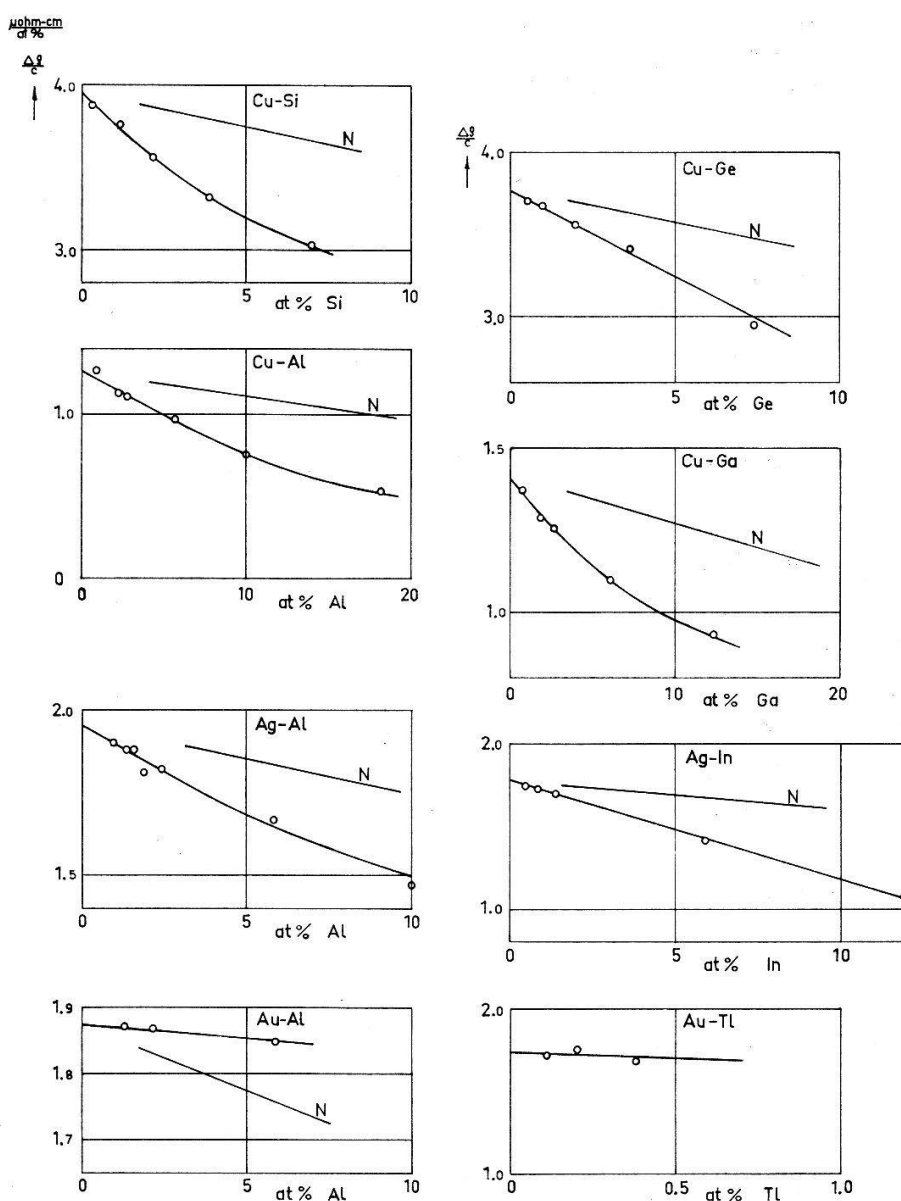 μohm-cm
at %
Δρ
c
Cu-Si
N
4.0
3.0
0 5 10
at % Si
Δρ
c
Cu-Ge
N
4.0
3.0
0 5 10
at % Ge
Cu-Al
N
1.0
0
0 10 20
at % Al
Cu-Ga
N
1.5
1.0
0 10 20
at % Ga
Ag-Al
N
2.0
1.5
0 5 10
at % Al
Ag-In
N
2.0
1.0
0 5 10
at % In
Au-Al
N
1.9
1.8
1.7
0 5 10
at % Al
Au-Tl
2.0
1.0
0 0.5 1.0
at % Tl